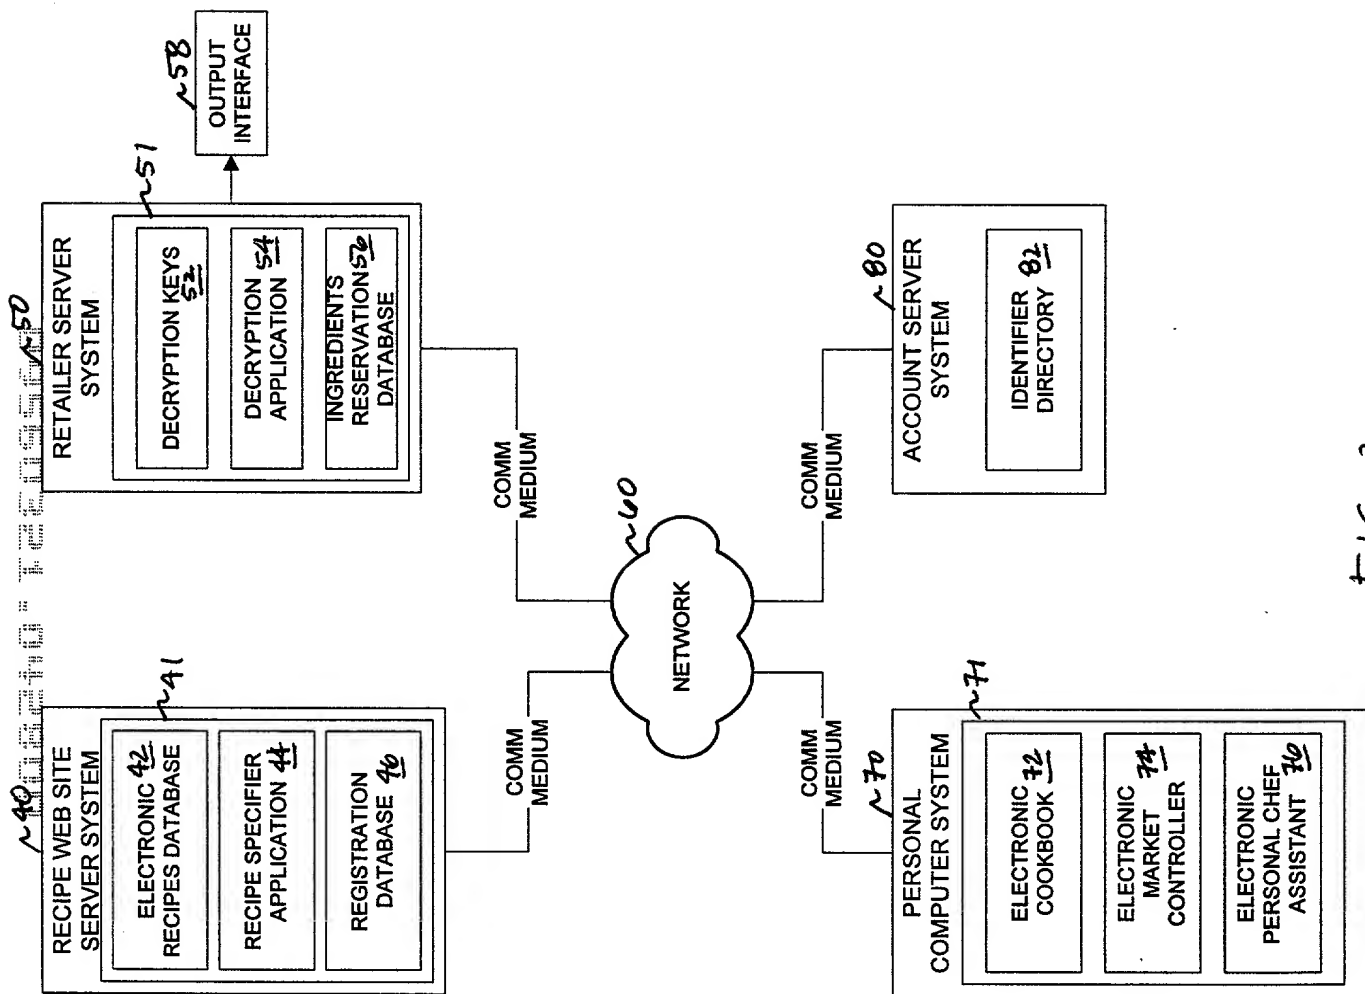 ~40
RECIPE WEB SITE
SERVER SYSTEM
~41
ELECTRONIC 42
RECIPES DATABASE
RECIPE SPECIFIER
APPLICATION 44
REGISTRATION
DATABASE 46
~50
RETAILER SERVER
SYSTEM
~51
DECRYPTION KEYS
52
DECRYPTION
APPLICATION 54
INGREDIENTS
RESERVATION 56
DATABASE
~58
OUTPUT
INTERFACE
COMM
MEDIUM
COMM
MEDIUM
~60
NETWORK
COMM
MEDIUM
COMM
MEDIUM
~70
PERSONAL
COMPUTER SYSTEM
~71
ELECTRONIC
COOKBOOK 72
ELECTRONIC
MARKET 74
CONTROLLER
ELECTRONIC
PERSONAL CHEF
ASSISTANT 76
~80
ACCOUNT SERVER
SYSTEM
IDENTIFIER
DIRECTORY 82